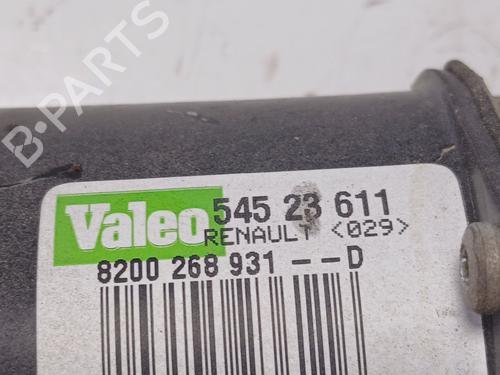 B-Parts
Valeo 545 23 611
RENAULT <029>
8200 268 931--D